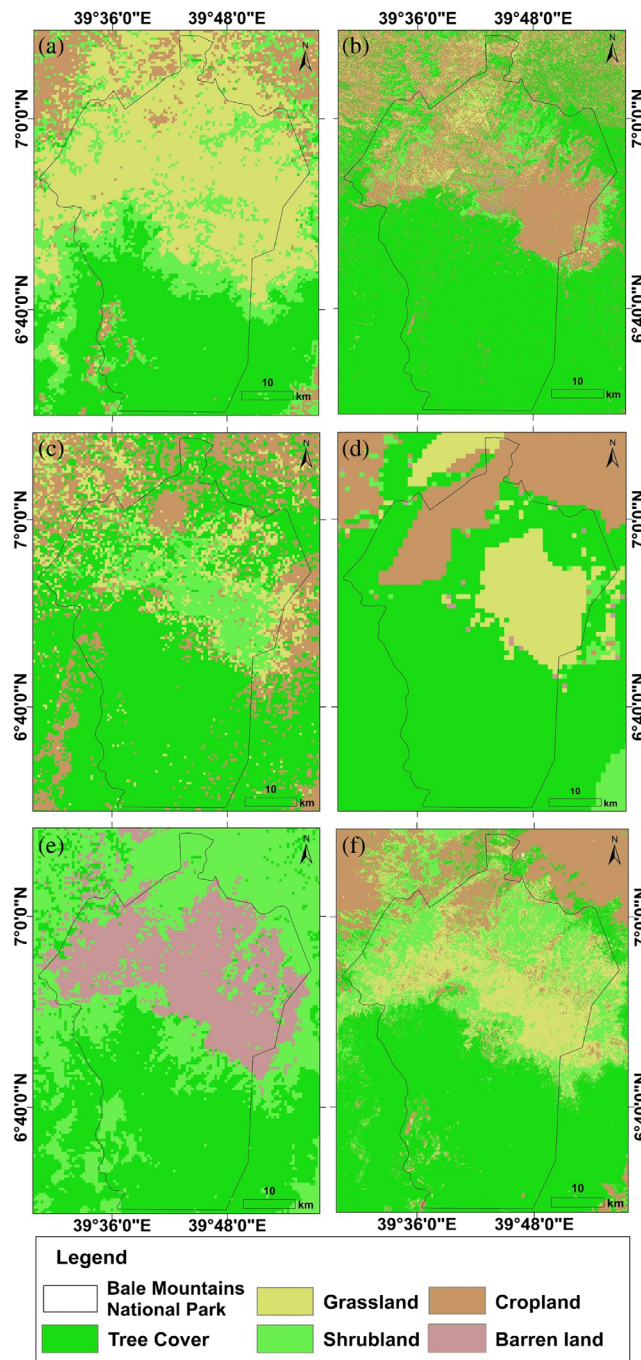 39°36'0"E 39°48'0"E 39°36'0"E 39°48'0"E
(a) N (b) N
7°0'0"N 7°0'0"N
6°40'0"N 6°40'0"N
10 km 10 km
(c) N (d) N
7°0'0"N 7°0'0"N
6°40'0"N 6°40'0"N
10 km 10 km
(e) N (f) N
7°0'0"N 7°0'0"N
6°40'0"N 6°40'0"N
10 km 10 km
39°36'0"E 39°48'0"E 39°36'0"E 39°48'0"E
Legend
Bale Mountains
National Park
Grassland Cropland
Tree Cover Shrubland Barren land